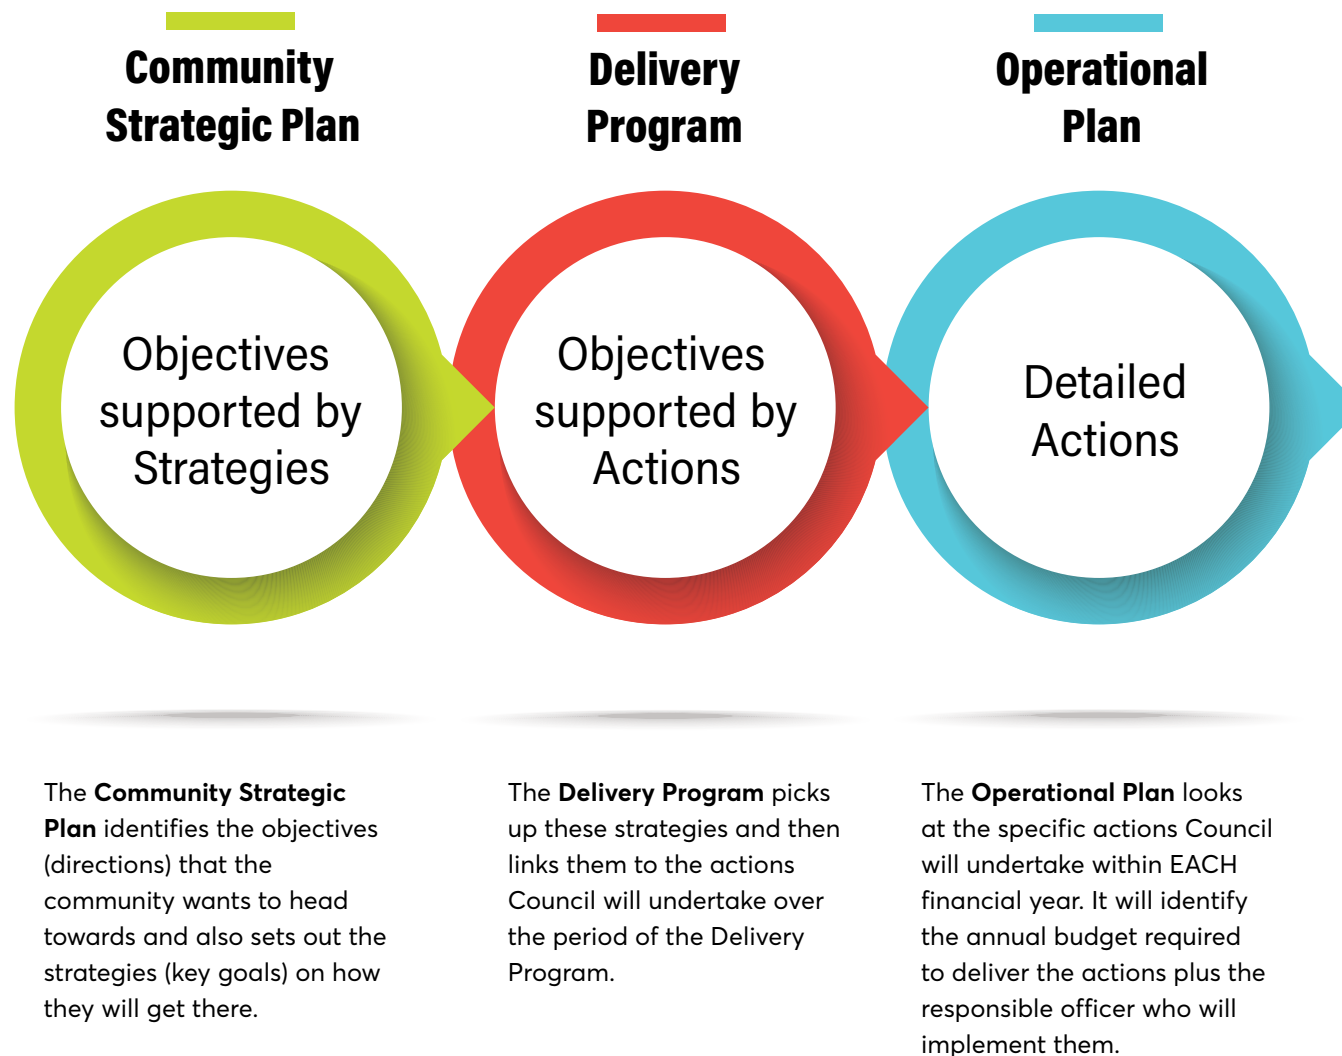 Community
Strategic Plan
Delivery
Program
Operational
Plan
Objectives
supported by
Strategies
Objectives
supported by
Actions
Detailed
Actions
The Community Strategic
Plan identifies the objectives
(directions) that the
community wants to head
towards and also sets out the
strategies (key goals) on how
they will get there.
The Delivery Program picks
up these strategies and then
links them to the actions
Council will undertake over
the period of the Delivery
Program.
The Operational Plan looks
at the specific actions Council
will undertake within EACH
financial year. It will identify
the annual budget required
to deliver the actions plus the
responsible officer who will
implement them.